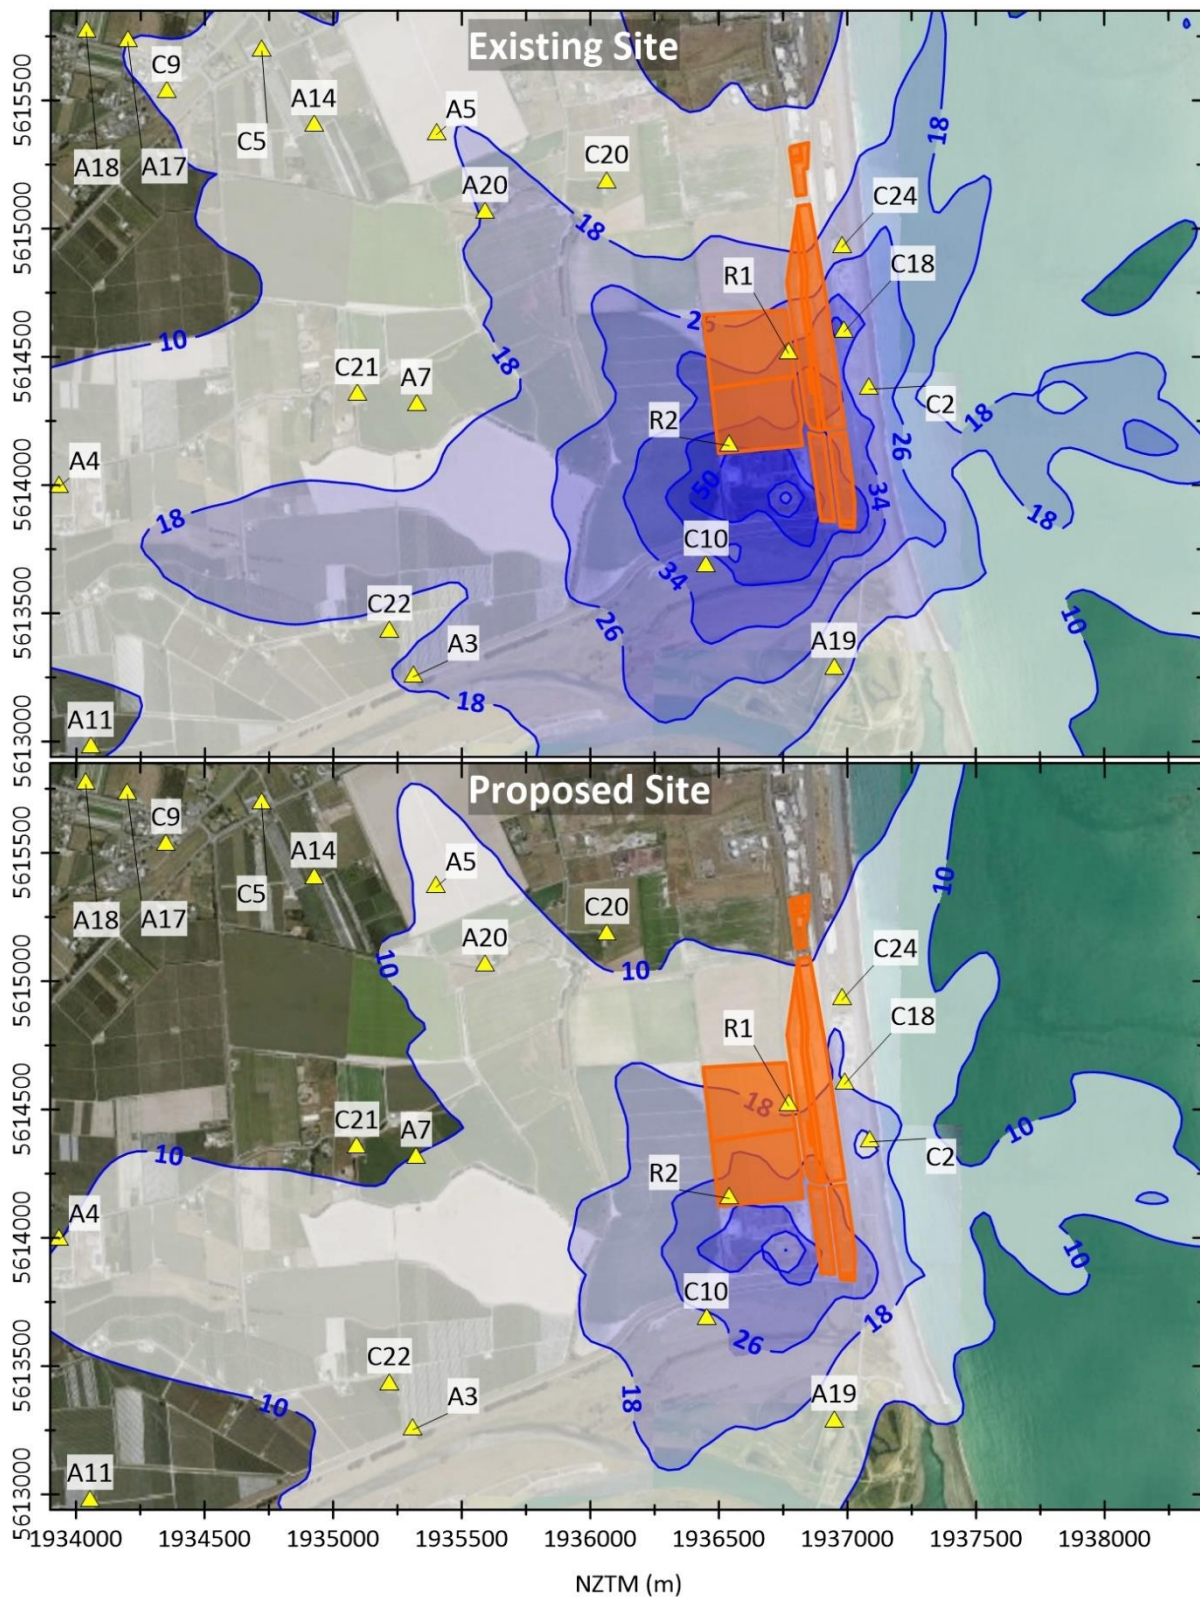 Existing Site
5615500
C9
A14
A5
18
A18
A17
C5
C20
A20
C24
5615000
18
18
C18
R1
10
26
5614500
18
C21
A7
C2
18
R2
26
A4
50
34
5614000
18
18
C10
34
C22
26
10
5613500
A19
A3
18
A11
5613000
Proposed Site
5615500
C9
A14
A5
10
A18
A17
C5
C20
A20
10
10
C24
5615000
R1
C18
18
5614500
C21
A7
10
10
C2
R2
A4
10
5614000
C10
18
26
5613500
C22
10
18
A3
A19
A11
5613000
1934000
1934500
1935000
1935500
1936000
1936500
1937000
1937500
1938000
NZTM (m)